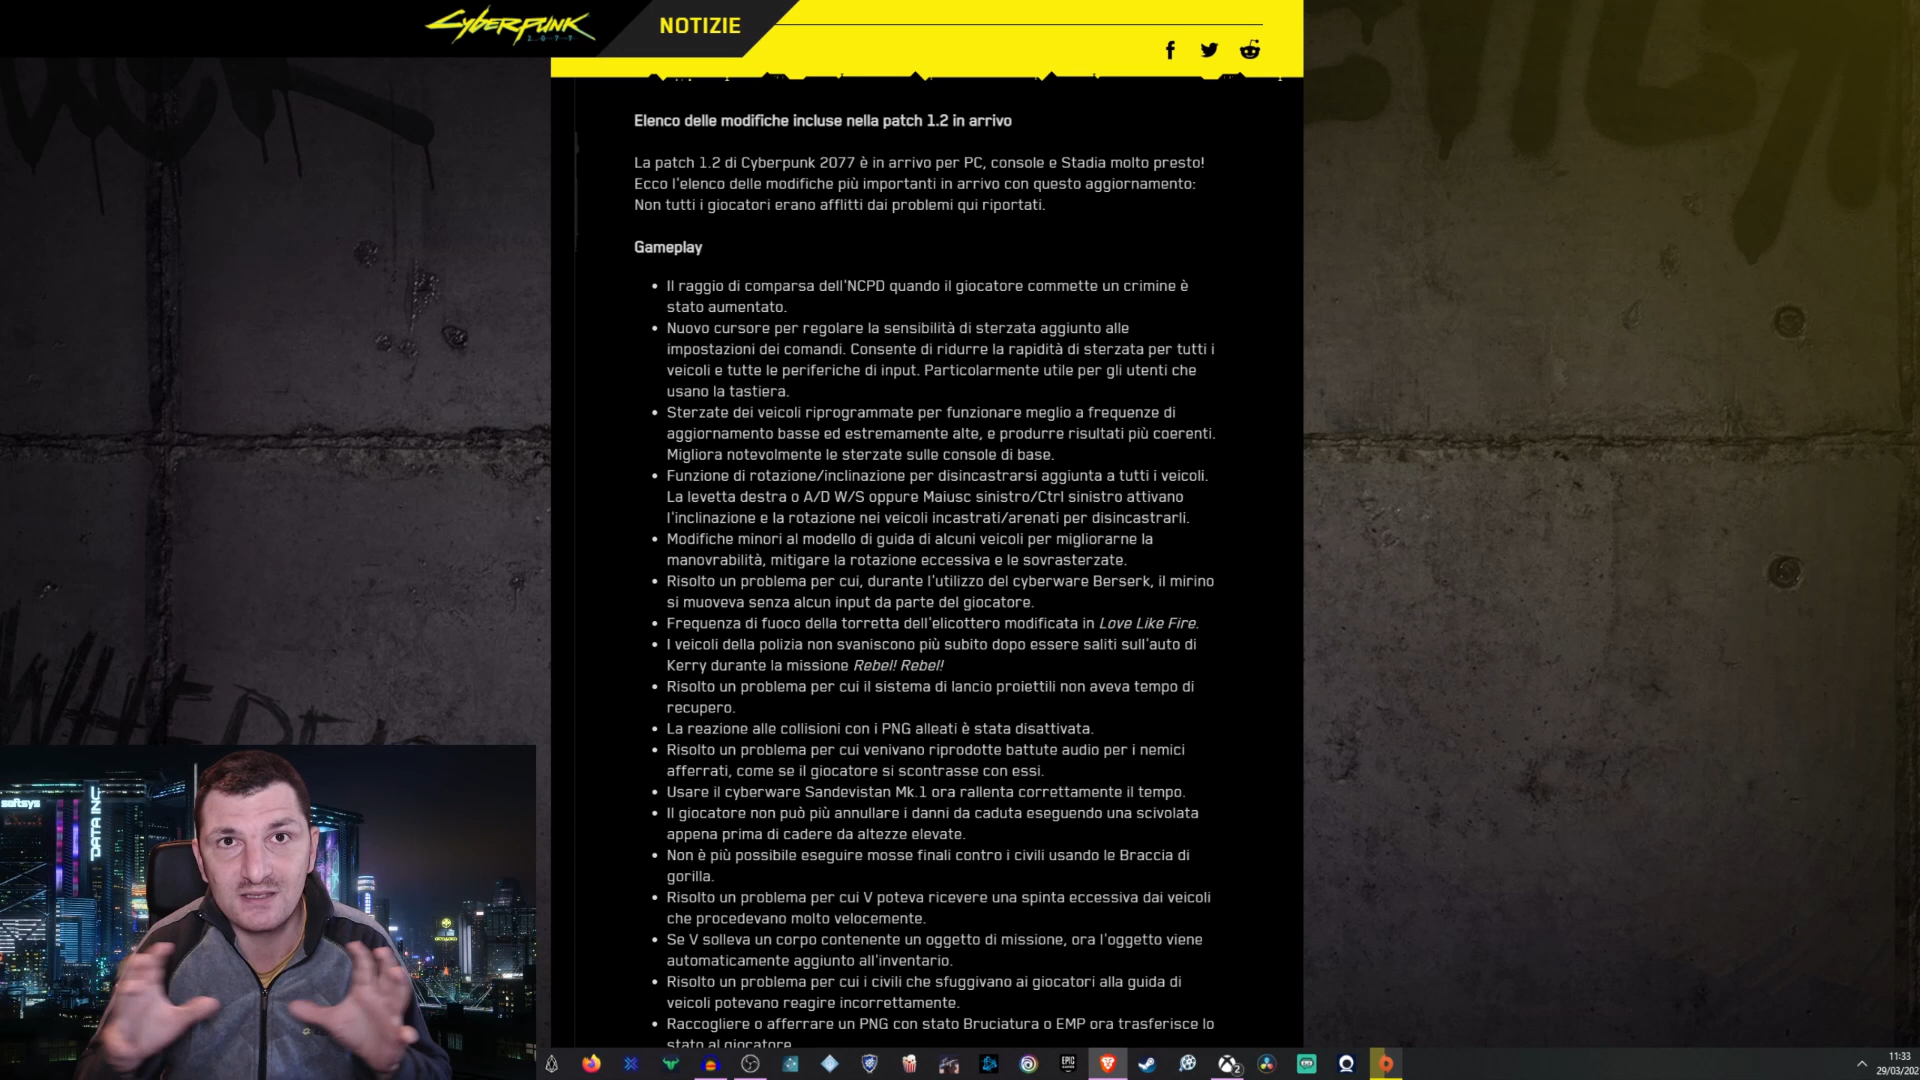 Cyberpunk
2077
NOTIZIE
Elenco delle modifiche incluse nella patch 1.2 in arrivo
La patch 1.2 di Cyberpunk 2077 è in arrivo per PC, console e Stadia molto presto!
Ecco l'elenco delle modifiche più importanti in arrivo con questo aggiornamento:
Non tutti i giocatori erano afflitti dai problemi qui riportati.
Gameplay
• Il raggio di comparsa dell'NCPD quando il giocatore commette un crimine è
stato aumentato.
• Nuovo cursore per regolare la sensibilità di sterzata aggiunto alle
impostazioni dei comandi. Consente di ridurre la rapidità di sterzata per tutti i
veicoli e tutte le periferiche di input. Particolarmente utile per gli utenti che
usano la tastiera.
• Sterzate dei veicoli riprogrammate per funzionare meglio a frequenze di
aggiornamento basse ed estremamente alte, e produrre risultati più coerenti.
Migliora notevolmente le sterzate sulle console di base.
• Funzione di rotazione/inclinazione per disincastrarsi aggiunta a tutti i veicoli.
La levetta destra o A/D W/S oppure Maiusc sinistro/Ctrl sinistro attivano
l'inclinazione e la rotazione nei veicoli incastrati/arenati per disincastrarli.
• Modifiche minori al modello di guida di alcuni veicoli per migliorarne la
manovrabilità, mitigare la rotazione eccessiva e le sovrasterzate.
• Risolto un problema per cui, durante l'utilizzo del cyberware Berserk, il mirino
si muoveva senza alcun input da parte del giocatore.
• Frequenza di fuoco della torretta dell'elicottero modificata in Love Like Fire.
• I veicoli della polizia non svaniscono più subito dopo essere saliti sull'auto di
Kerry durante la missione Rebel! Rebel!
• Risolto un problema per cui il sistema di lancio proiettili non aveva tempo di
recupero.
• La reazione alle collisioni con i PNG alleati è stata disattivata.
• Risolto un problema per cui venivano riprodotte battute audio per i nemici
afferrati, come se il giocatore si scontrasse con essi.
• Usare il cyberware Sandevistan Mk.1 ora rallenta correttamente il tempo.
• Il giocatore non può più annullare i danni da caduta eseguendo una scivolata
appena prima di cadere da altezze elevate.
• Non è più possibile eseguire mosse finali contro i civili usando le Braccia di
gorilla.
• Risolto un problema per cui V poteva ricevere una spinta eccessiva dai veicoli
che procedevano molto velocemente.
• Se V solleva un corpo contenente un oggetto di missione, ora l'oggetto viene
automaticamente aggiunto all'inventario.
• Risolto un problema per cui i civili che sfuggivano ai giocatori alla guida di
veicoli potevano reagire incorrettamente.
• Raccogliere o afferrare un PNG con stato Bruciatura o EMP ora trasferisce lo
stato al giocatore.
softsys
DATA INC.
EPIC
2
11:33
29/03/202